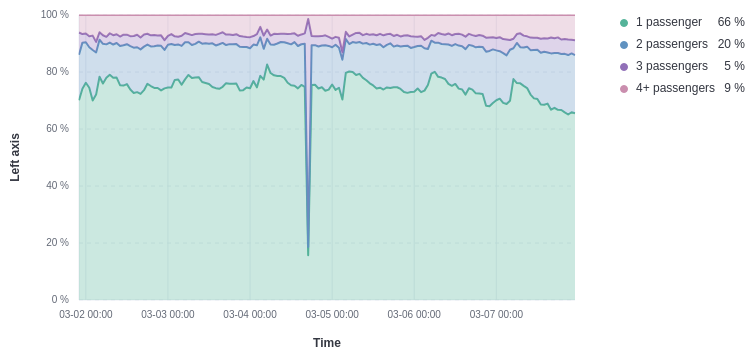 100 %
80 %
60 %
40 %
20 %
0 %
Left axis
03-02 00:00
03-03 00:00
03-04 00:00
03-05 00:00
03-06 00:00
03-07 00:00
Time
1 passengers 66 %
2 passengers 20 %
3 passengers 5 %
4+ passengers 9 %